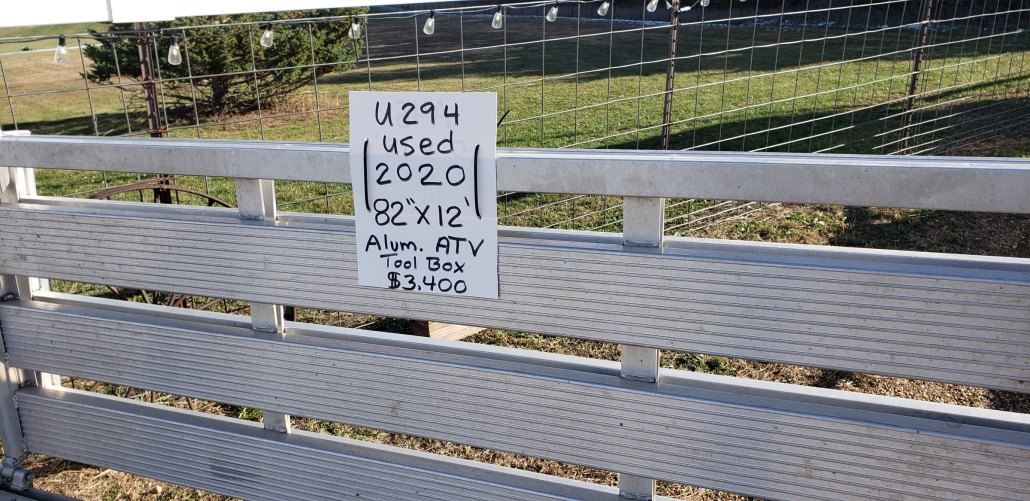 U294
used
2020
82"X12'
Alum. ATV
Tool Box
$3,400